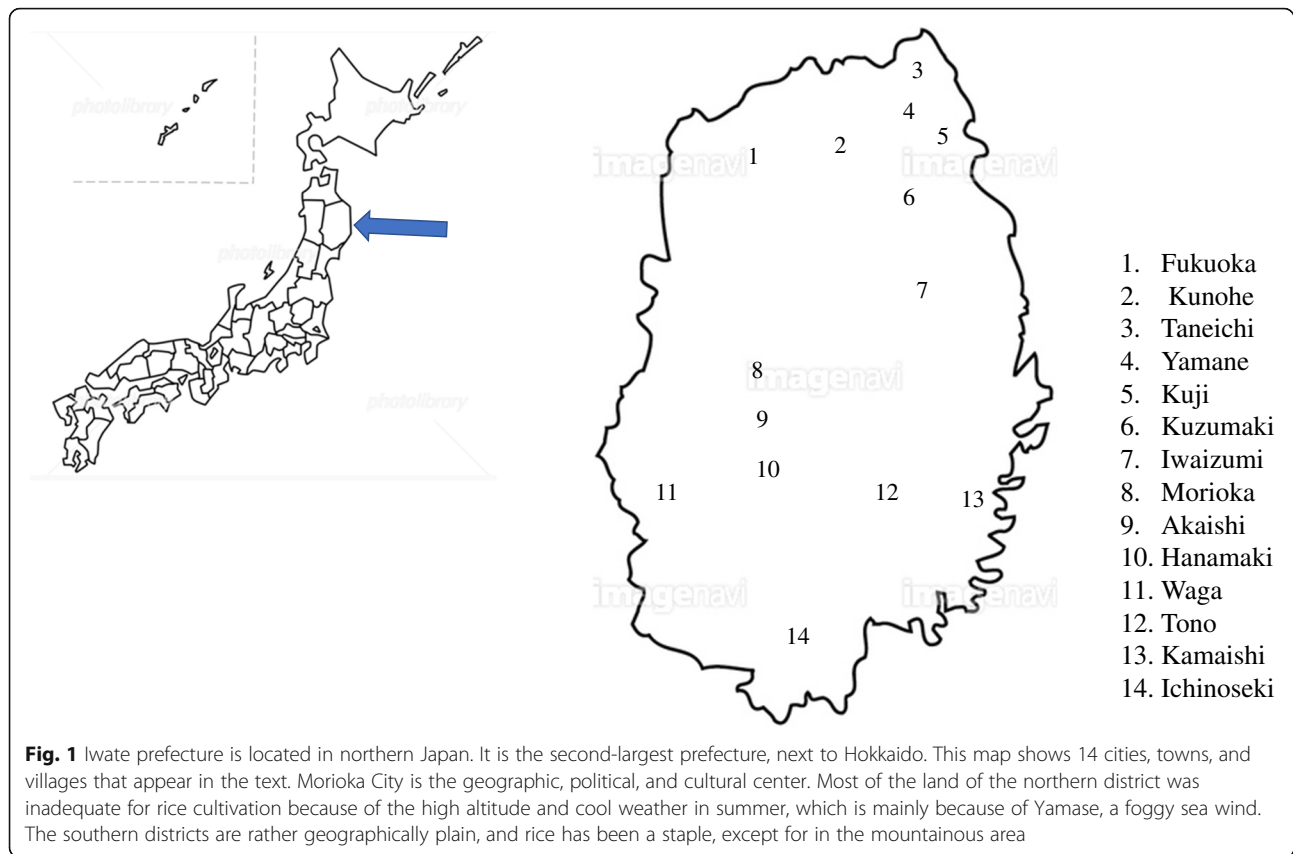 photolibrary
photolibrary
photolibrary
photolibrary
photolibrary
imagenavi
imagenavi
imagenavi
imagenavi
imagenavi
3
4
5
2
1
6
7
8
9
10
11
12
13
14
1. Fukuoka
2. Kunohe
3. Taneichi
4. Yamane
5. Kuji
6. Kuzumaki
7. Iwaizumi
8. Morioka
9. Akaishi
10. Hanamaki
11. Waga
12. Tono
13. Kamaishi
14. Ichinoseki
Fig. 1 Iwate prefecture is located in northern Japan. It is the second-largest prefecture, next to Hokkaido. This map shows 14 cities, towns, and
villages that appear in the text. Morioka City is the geographic, political, and cultural center. Most of the land of the northern district was
inadequate for rice cultivation because of the high altitude and cool weather in summer, which is mainly because of Yamase, a foggy sea wind.
The southern districts are rather geographically plain, and rice has been a staple, except for in the mountainous area